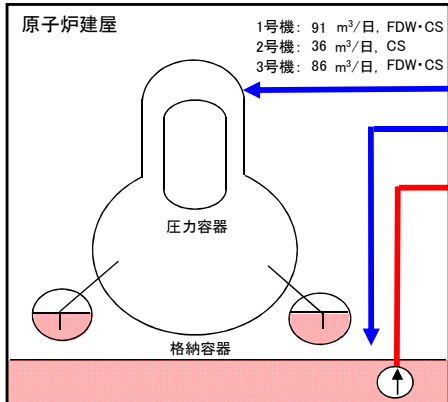 原子炉建屋
1号機: 91 m³/日, FDW・CS
2号機: 36 m³/日, CS
3号機: 86 m³/日, FDW・CS
圧力容器
格納容器